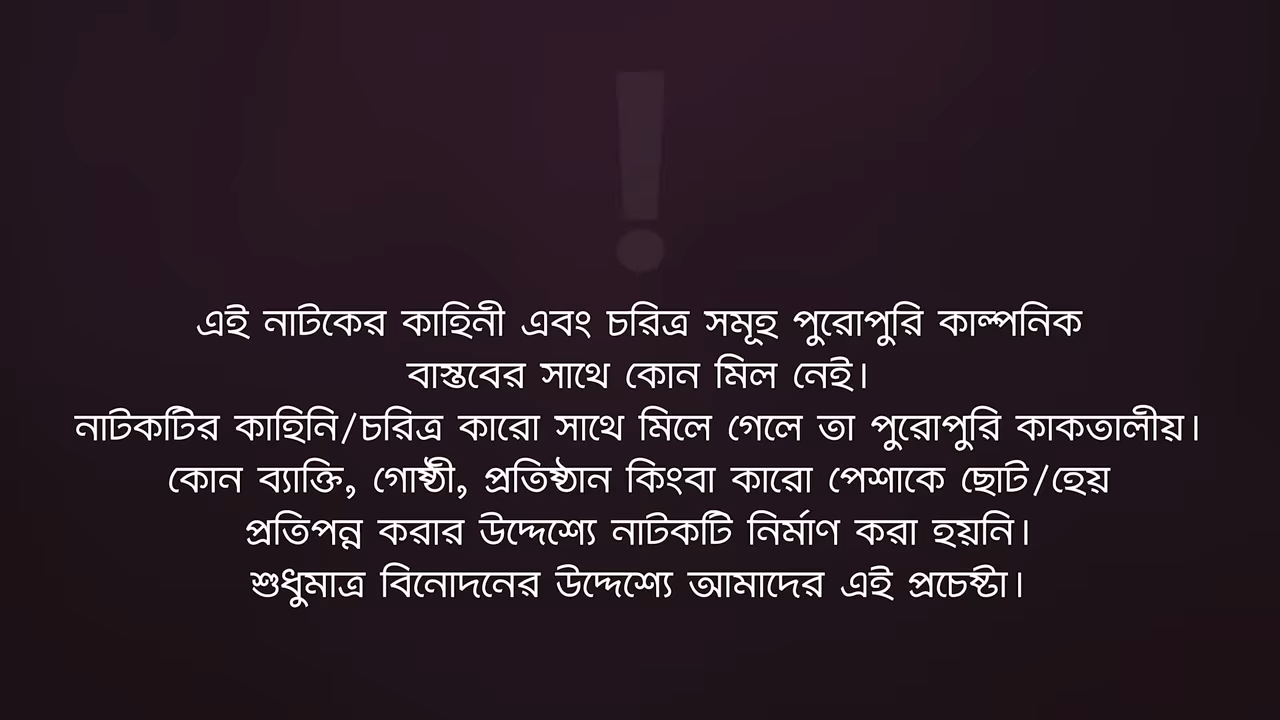 এই নাটকের কাহিনী এবং চরিত্র সমূহ পুরোপুরি কাল্পনিক
বাস্তবের সাথে কোন মিল নেই।
নাটকটির কাহিনি/চরিত্র কারো সাথে মিলে গেলে তা পুরোপুরি কাকতালীয়।
কোন ব্যাক্তি, গোষ্ঠী, প্রতিষ্ঠান কিংবা কারো পেশাকে ছোট/হেয়
প্রতিপন্ন করার উদ্দেশ্যে নাটকটি নির্মাণ করা হয়নি।
শুধুমাত্র বিনোদনের উদ্দেশ্যে আমাদের এই প্রচেষ্টা।